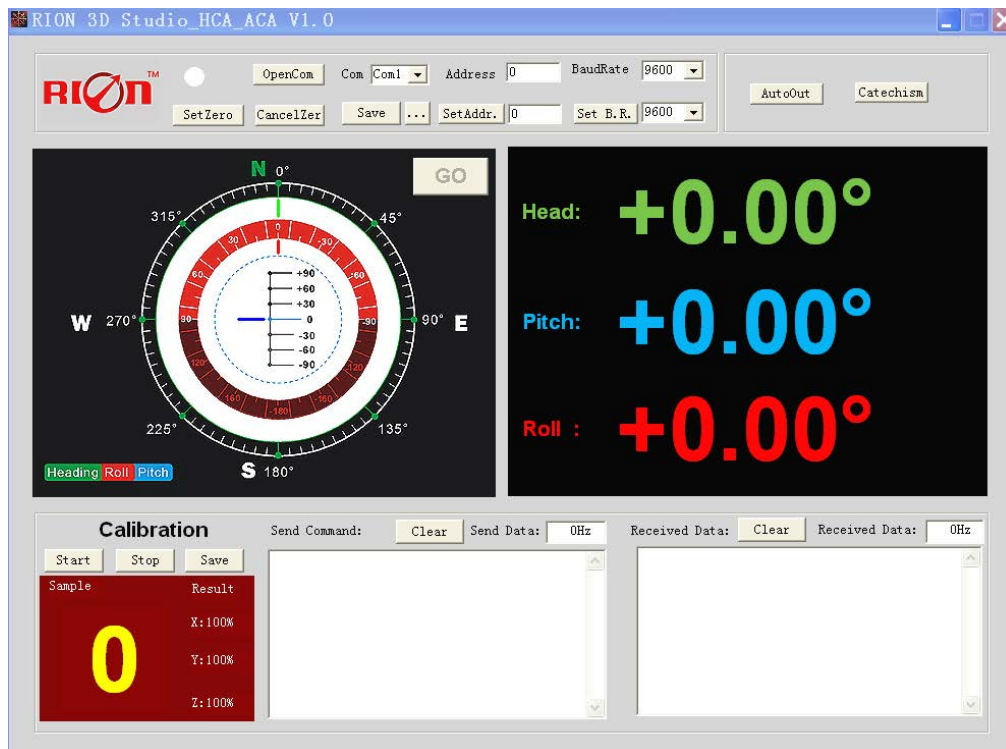 RION 3D Studio_HCA_ACA V1.0
RION™
OpenCom Com Com1 Address 0 BaudRate 9600
SetZero CancelZer Save ... SetAddr. 0 Set B.R. 9600
AutoOut Catechism
GO
N 0°
45°
90° E
135°
S 180°
225°
W 270°
315°
0
30 -30
60 -60
90 -90
120 -120
160 -160
-180
+90
+60
+30
0
-30
-60
-90
Heading Roll Pitch
Head: +0.00°
Pitch: +0.00°
Roll : +0.00°
Calibration
Start Stop Save
Sample Result
0
X:100%
Y:100%
Z:100%
Send Command: Clear Send Data: 0Hz
Received Data: Clear Received Data: 0Hz